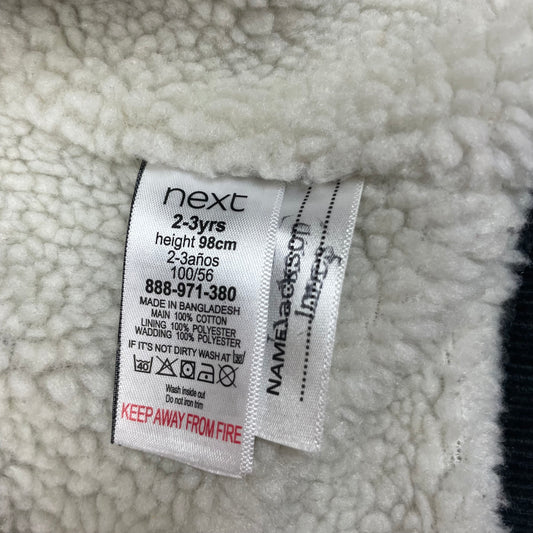 next
2-3yrs
height 98cm
2-3años
100/56
888-971-380
MADE IN BANGLADESH
MAIN 100% COTTON
LINING 100% POLYESTER
WADDING 100% POLYESTER
IF IT'S NOT DIRTY WASH AT 30
40
Wash inside out
Do not iron trim
KEEP AWAY FROM FIRE
NAME Jackson